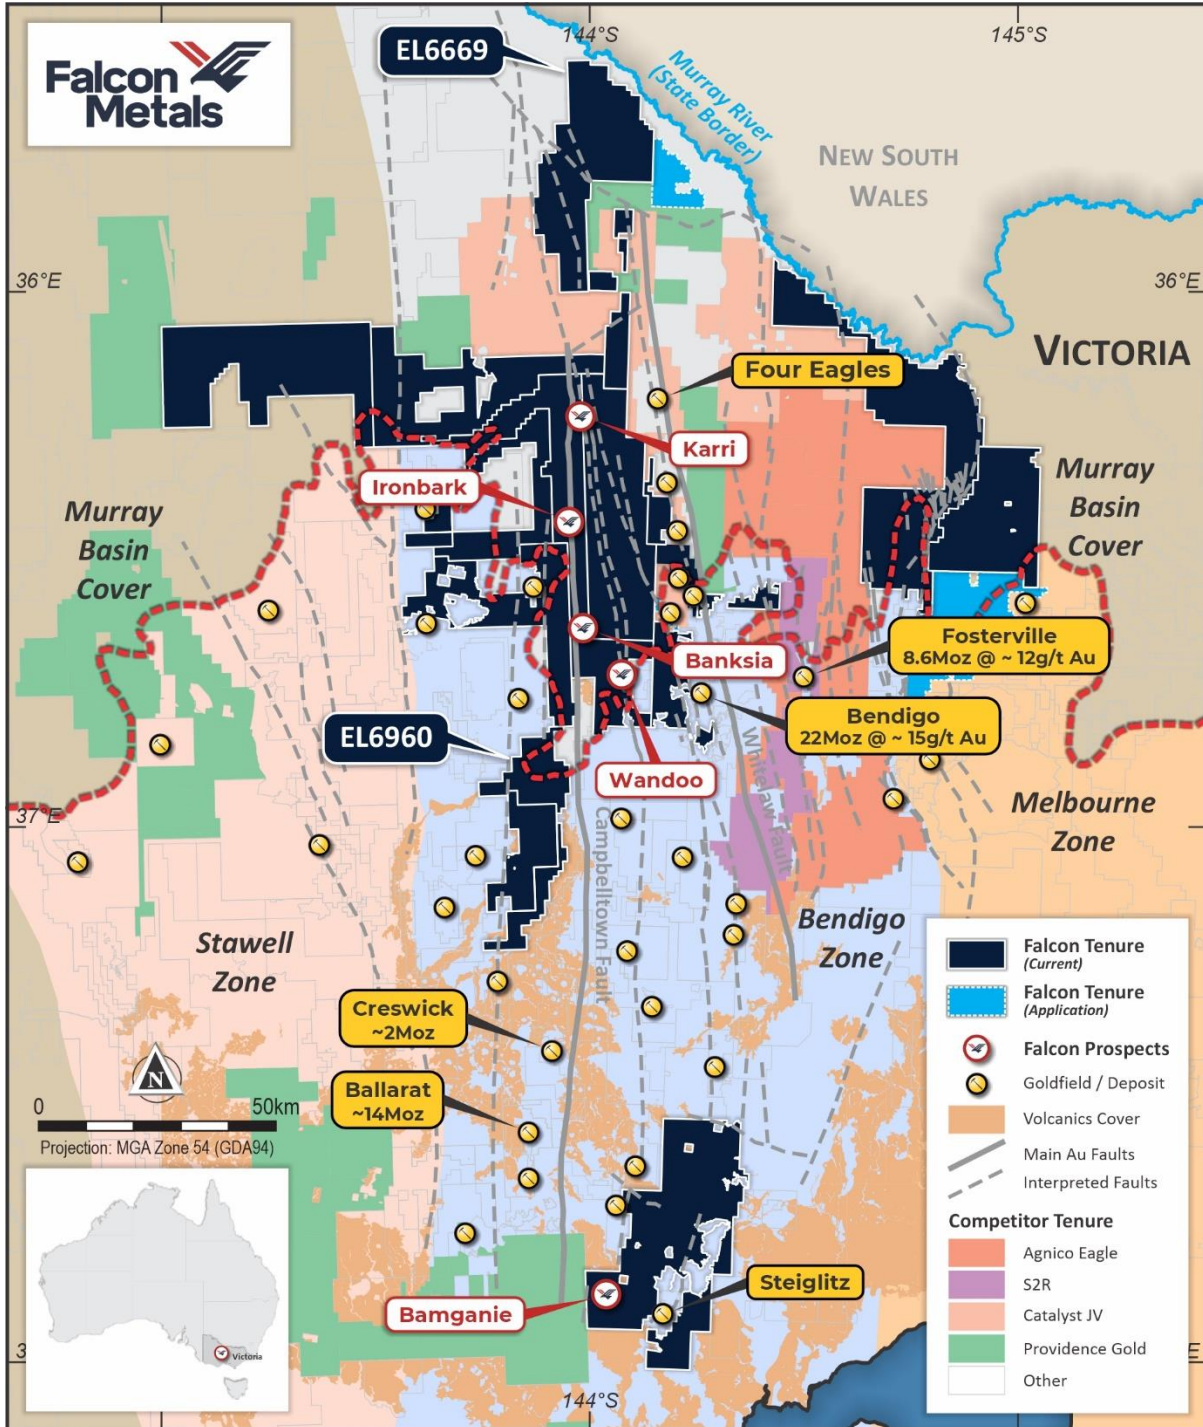 Falcon
Metals
EL6669
144°S
145°S
Murray River
(State Border)
NEW SOUTH
WALES
36°E
36°E
VICTORIA
Four Eagles
Karri
Ironbark
Murray
Basin
Cover
Murray
Basin
Cover
Fosterville
8.6Moz @ ~ 12g/t Au
Banksia
Bendigo
22Moz @ ~ 15g/t Au
EL6960
Whitelaw Fault
Wandoo
37°E
Melbourne
Zone
Campbelltown Fault
Stawell
Zone
Bendigo
Zone
Creswick
~2Moz
Ballarat
~14Moz
N
0 50km
Projection: MGA Zone 54 (GDA94)
Victoria
Bamganie
Steiglitz
144°S
Falcon Tenure
(Current)
Falcon Tenure
(Application)
Falcon Prospects
Goldfield / Deposit
Volcanics Cover
Main Au Faults
Interpreted Faults
Competitor Tenure
Agnico Eagle
S2R
Catalyst JV
Providence Gold
Other